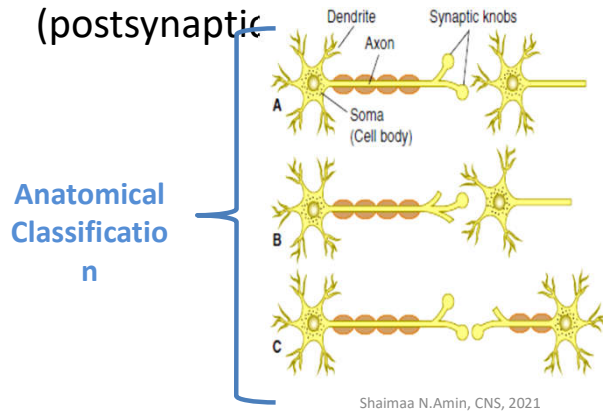 (postsynaptic
Dendrite
Synaptic knobs
Axon
A
Soma
(Cell body)
Anatomical
Classificatio
n
B
C
Shaimaa N.Amin, CNS, 2021